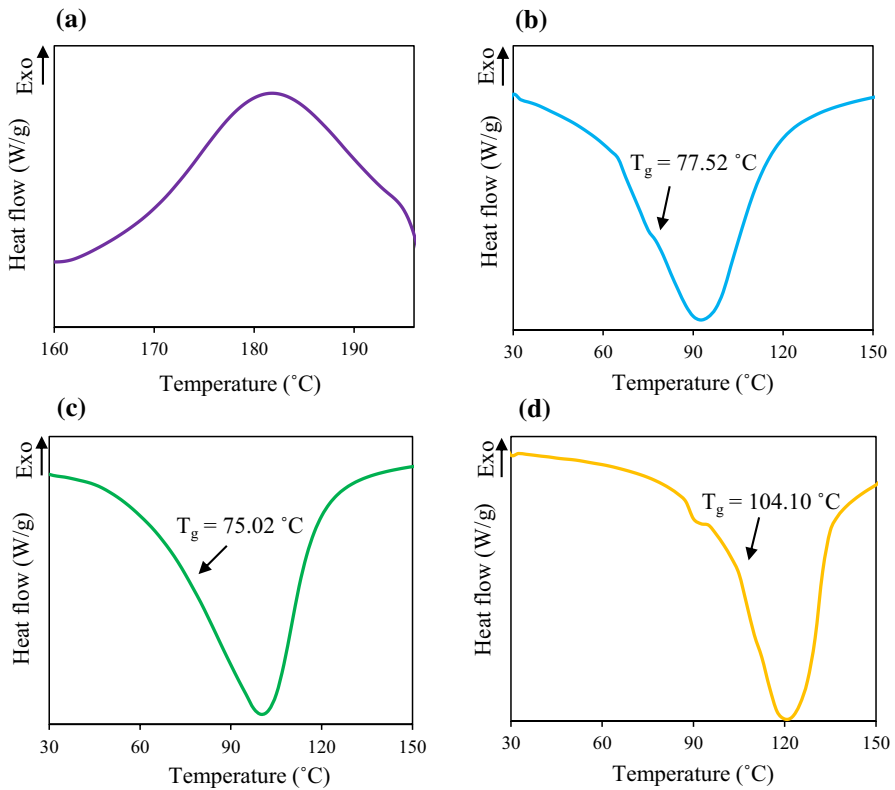 (a)
Exo
Heat flow (W/g)
160 170 180 190
Temperature (˚C)
(b)
Exo
Heat flow (W/g)
Tg = 77.52 ˚C
30 60 90 120 150
Temperature (˚C)
(c)
Exo
Heat flow (W/g)
Tg = 75.02 ˚C
30 60 90 120 150
Temperature (˚C)
(d)
Exo
Heat flow (W/g)
Tg = 104.10 ˚C
30 60 90 120 150
Temperature (˚C)